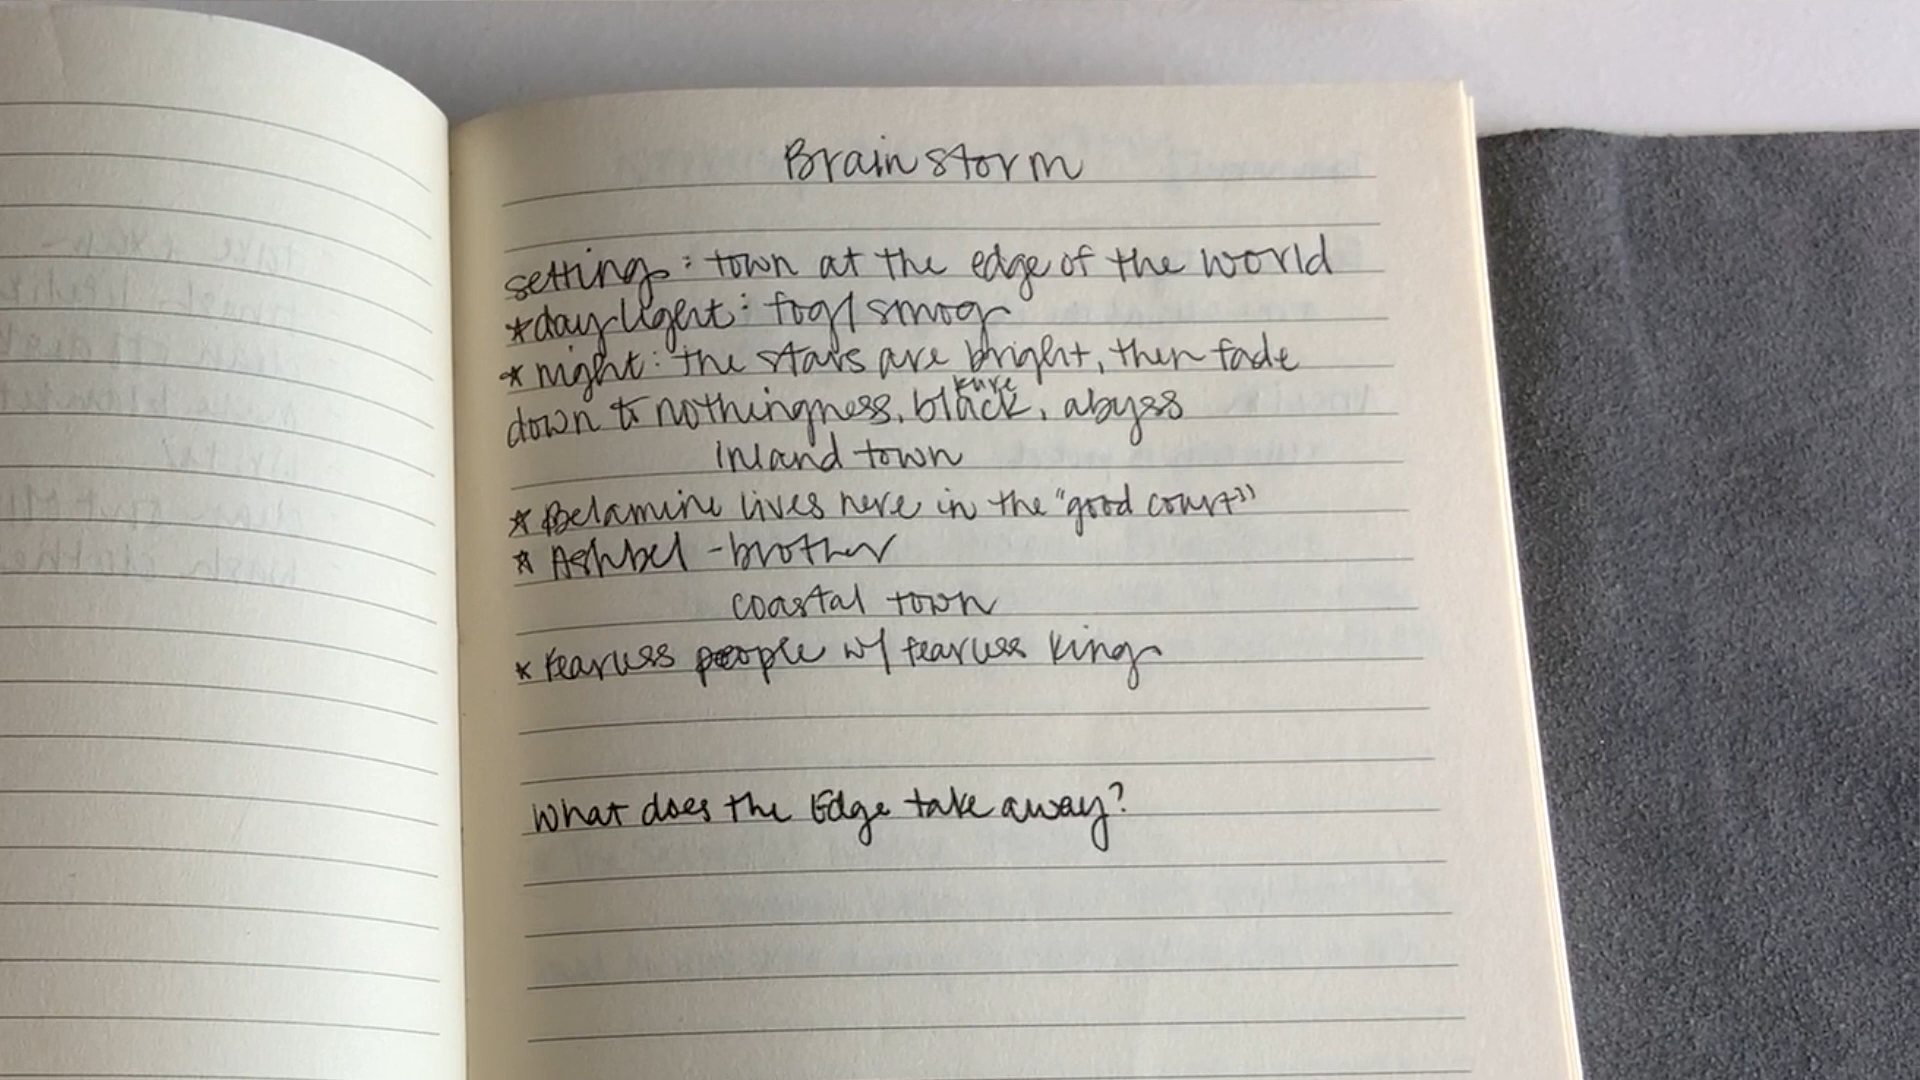 Brainstorm
setting: town at the edge of the world
*daylight: fog/smog
*night: the stars are bright, then fade
pure
down to nothingness, black, abyss
Inland town
*Belamine lives here in the "good court"
*Ashbel - brother
coastal town
*Fearless people w/ fearless king
What does the Edge take away?